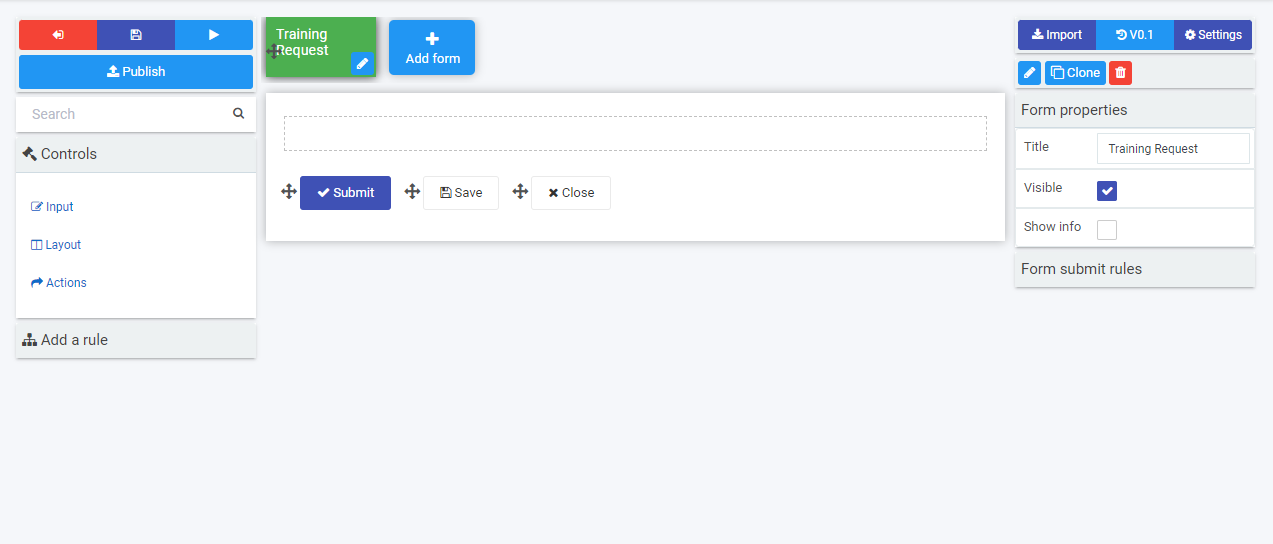 Publish
Search
Controls
Input
Layout
Actions
Add a rule
Training
Request
Add form
Submit
Save
Close
Import
V0.1
Settings
Clone
Form properties
Title
Training Request
Visible
Show info
Form submit rules